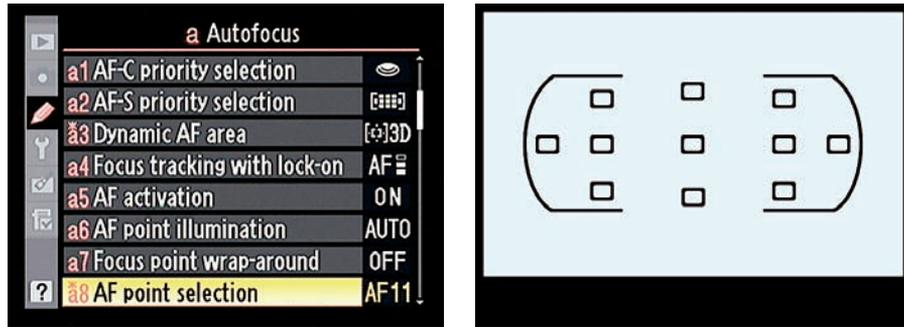 a Autofocus
a1 AF-C priority selection
a2 AF-S priority selection
a3 Dynamic AF area [ ]3D
a4 Focus tracking with lock-on AF
a5 AF activation ON
a6 AF point illumination AUTO
a7 Focus point wrap-around OFF
? a8 AF point selection AF11